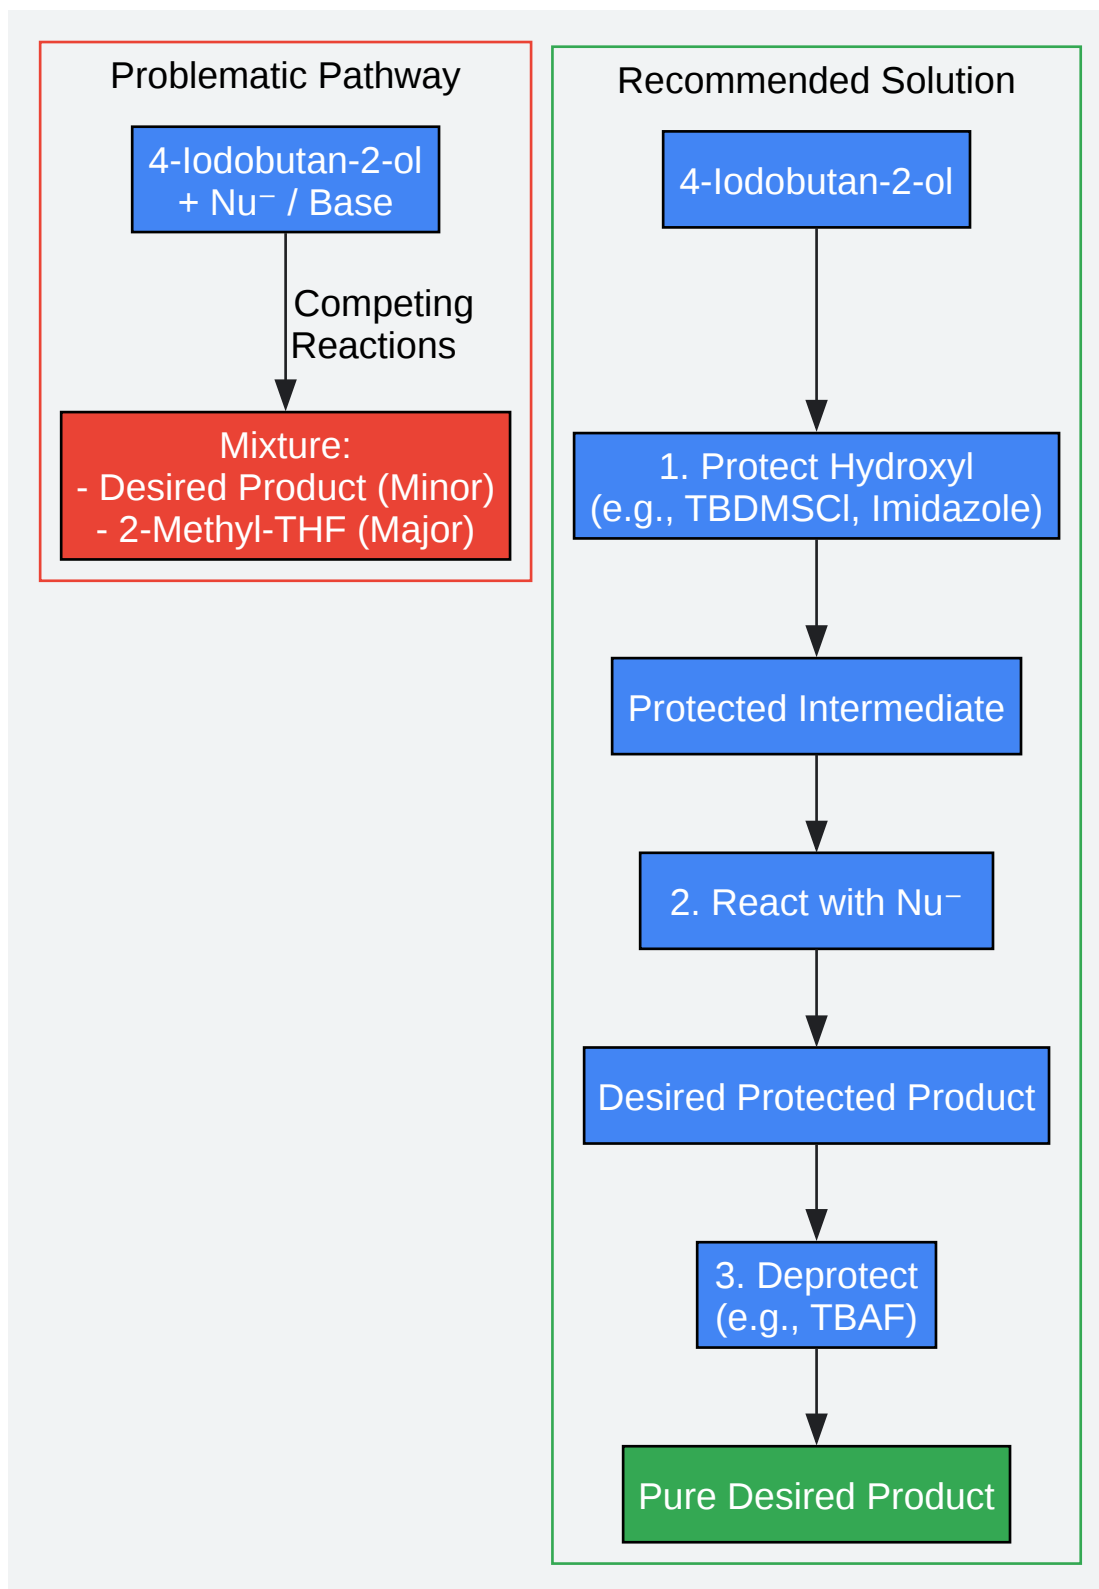 Problematic Pathway
4-Iodobutan-2-ol
+ Nu⁻ / Base
Competing
Reactions
Mixture:
- Desired Product (Minor)
- 2-Methyl-THF (Major)
Recommended Solution
4-Iodobutan-2-ol
1. Protect Hydroxyl
(e.g., TBDMSCl, Imidazole)
Protected Intermediate
2. React with Nu⁻
Desired Protected Product
3. Deprotect
(e.g., TBAF)
Pure Desired Product